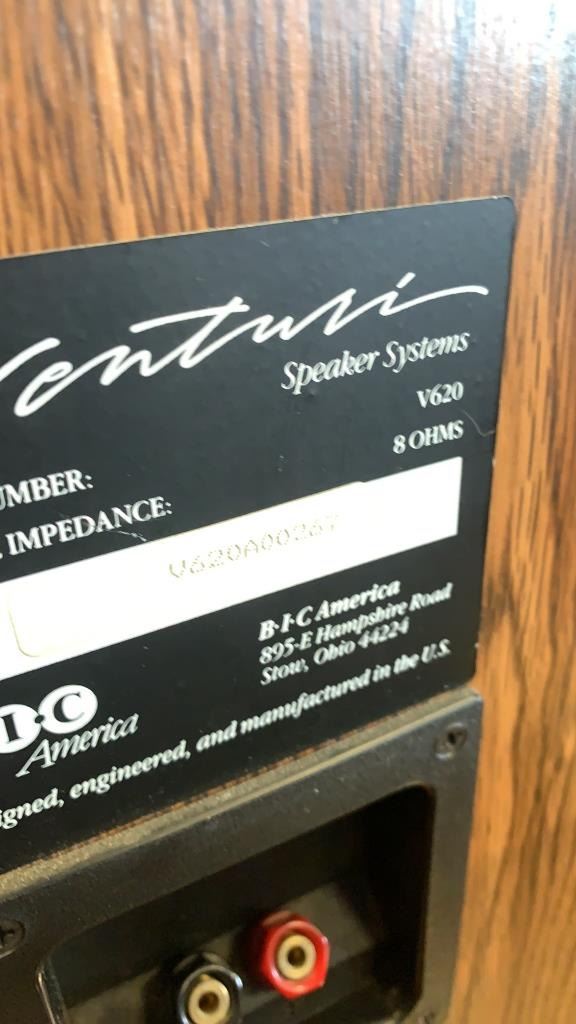 Venturi
Speaker Systems
V620
UMBER:
8 OHMS
IMPEDANCE:
V620A00267
B·I·C America
895-E Hampshire Road
Stow, Ohio 44224
I·C
America
igned, engineered, and manufactured in the U.S.